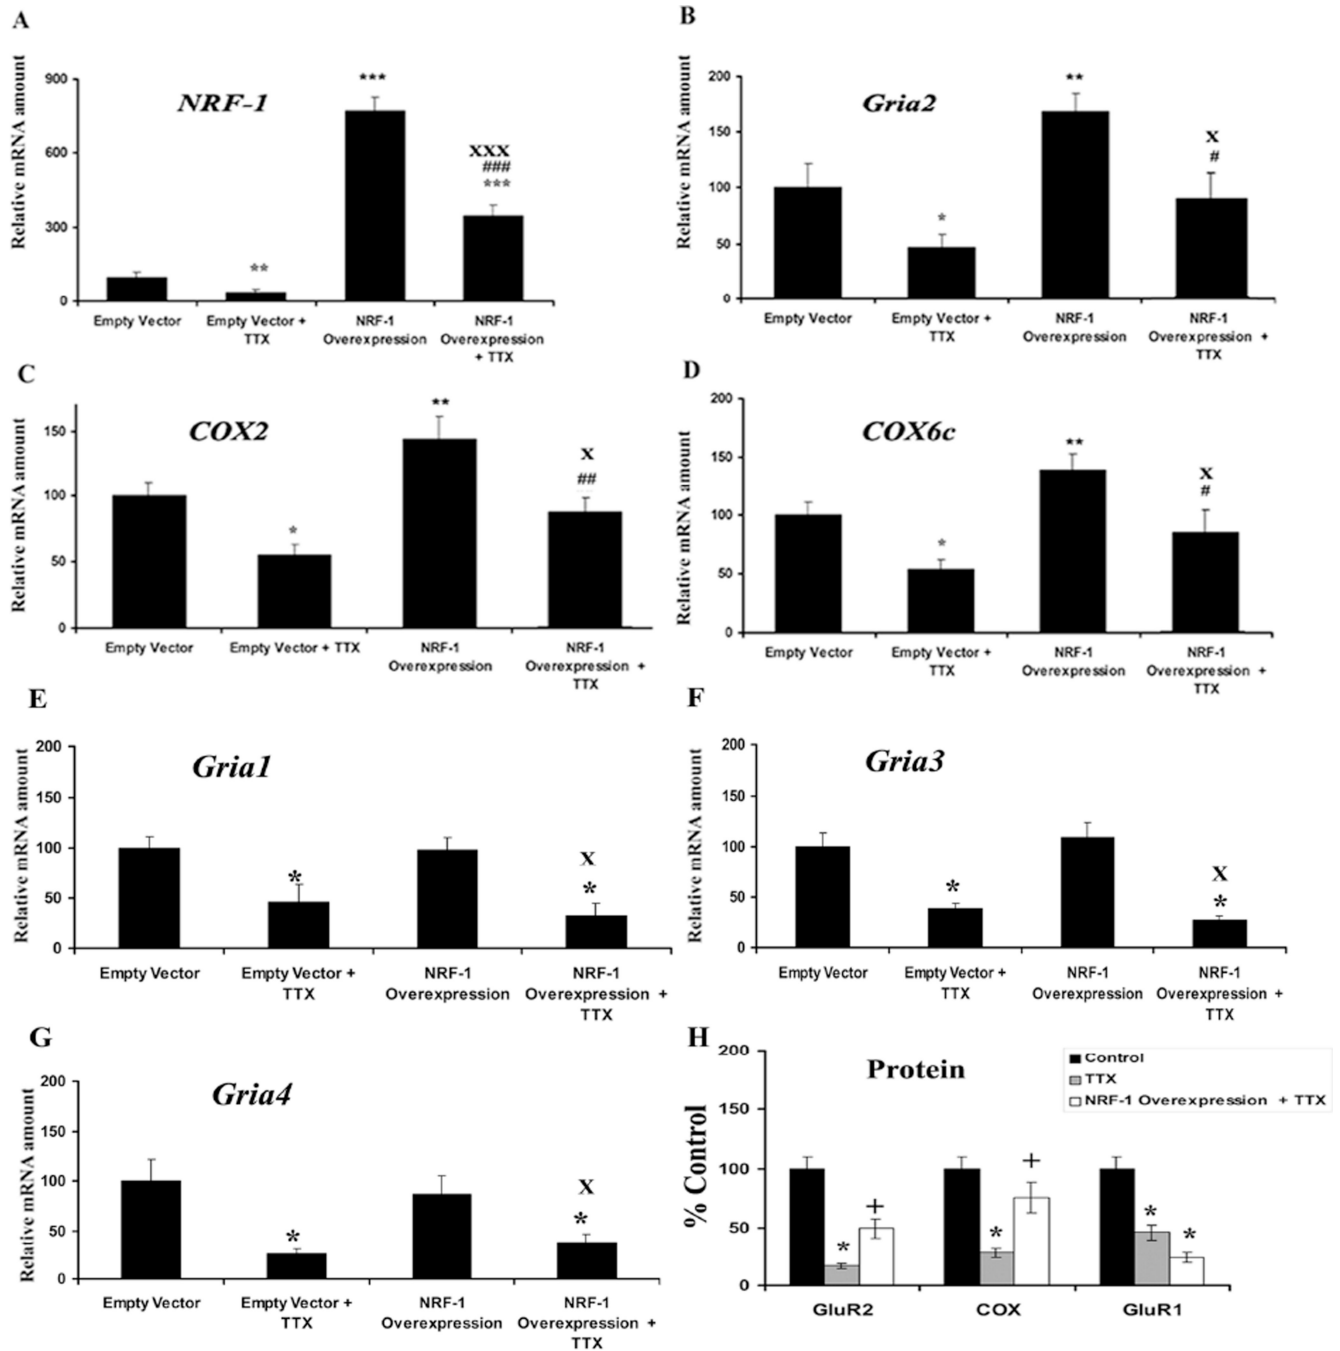 A
Relative mRNA amount
NRF-1
900
600
300
0
***
**
XXX
###
***
Empty Vector
Empty Vector +
TTX
NRF-1
Overexpression
NRF-1
Overexpression
+ TTX
B
Relative mRNA amount
Gria2
200
150
100
50
0
**
*
X
#
Empty Vector
Empty Vector +
TTX
NRF-1
Overexpression
NRF-1
Overexpression +
TTX
C
Relative mRNA amount
COX2
150
100
50
0
**
*
X
##
Empty Vector
Empty Vector + TTX
NRF-1
Overexpression
NRF-1
Overexpression +
TTX
D
Relative mRNA amount
COX6c
200
150
100
50
0
**
*
X
#
Empty Vector
Empty Vector +
TTX
NRF-1
Overexpression
NRF-1
Overexpression +
TTX
E
Relative mRNA amount
Gria1
200
150
100
50
0
*
X
*
Empty Vector
Empty Vector +
TTX
NRF-1
Overexpression
NRF-1
Overexpression +
TTX
F
Relative mRNA amount
Gria3
200
150
100
50
0
*
X
*
Empty Vector
Empty Vector +
TTX
NRF-1
Overexpression
NRF-1
Overexpression +
TTX
G
Relative mRNA amount
Gria4
200
150
100
50
0
*
X
*
Empty Vector
Empty Vector +
TTX
NRF-1
Overexpression
NRF-1
Overexpression +
TTX
H
% Control
Protein
200
150
100
50
0
Control
TTX
NRF-1 Overexpression + TTX
*
+
*
+
*
*
GluR2
COX
GluR1